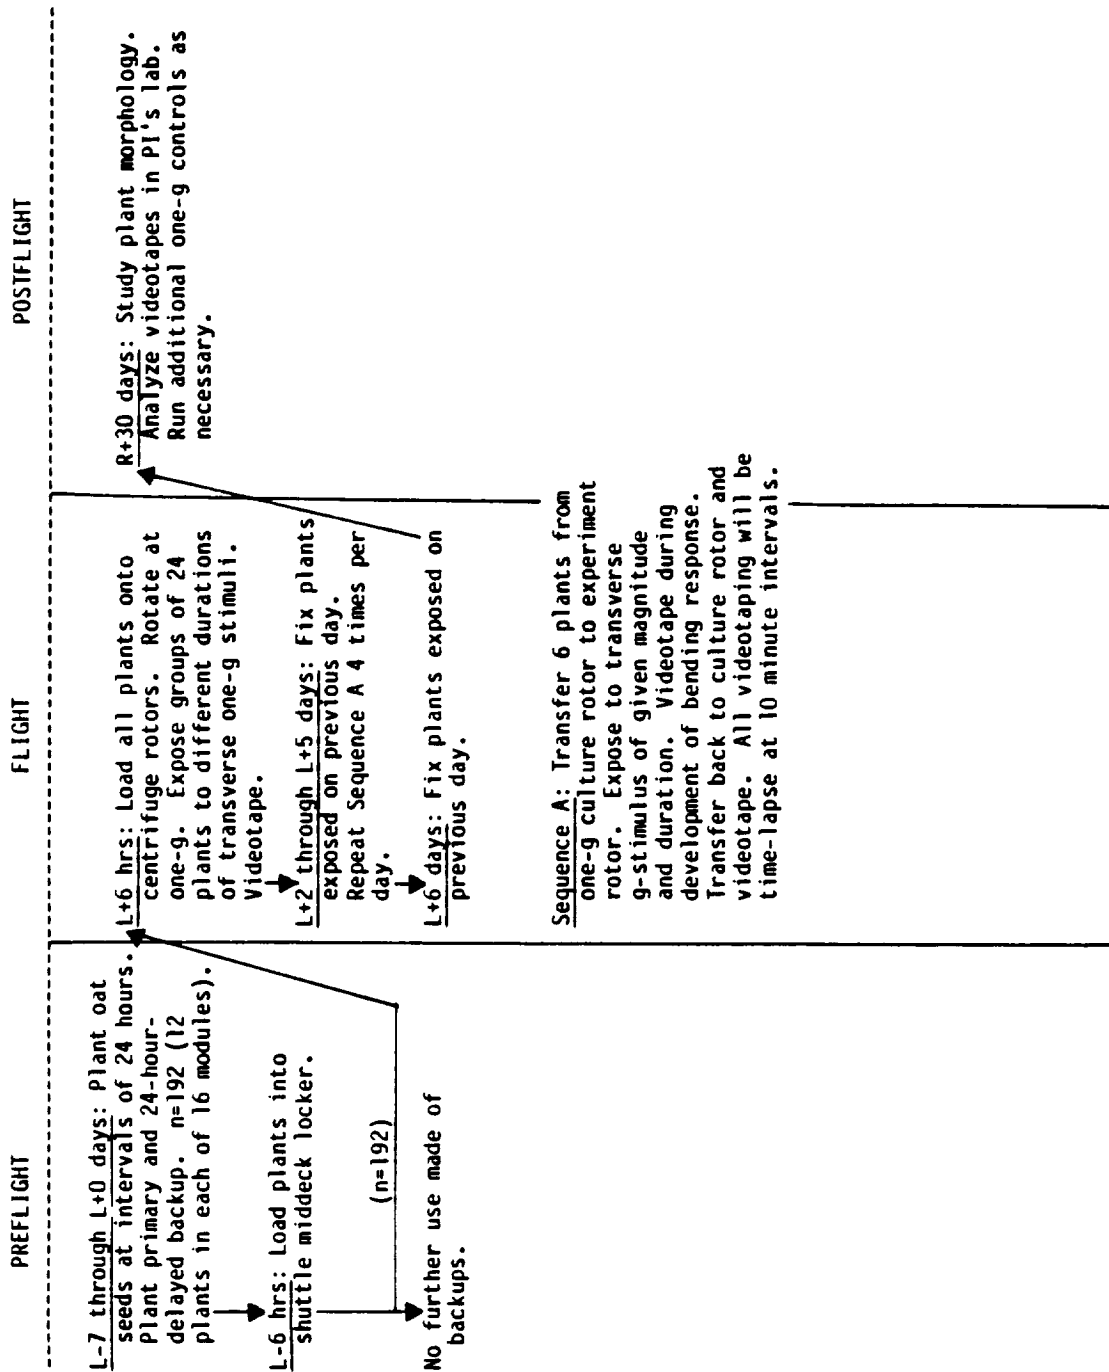 PREFLIGHT
FLIGHT
POSTFLIGHT
L-7 through L+0 days: Plant oat
seeds at intervals of 24 hours.
Plant primary and 24-hour-
delayed backup. n=192 (12
plants in each of 16 modules).
L-6 hrs: Load plants into
shuttle middeck locker.
(n=192)
No further use made of
backups.
L+6 hrs: Load all plants onto
centrifuge rotors. Rotate at
one-g. Expose groups of 24
plants to different durations
of transverse one-g stimuli.
Videotape.
L+2 through L+5 days: Fix plants
exposed on previous day.
Repeat Sequence A 4 times per
day.
L+6 days: Fix plants exposed on
previous day.
Sequence A: Transfer 6 plants from
one-g culture rotor to experiment
rotor. Expose to transverse
g-stimulus of given magnitude
and duration. Videotape during
development of bending response.
Transfer back to culture rotor and
videotape. All videotaping will be
time-lapse at 10 minute intervals.
R+30 days: Study plant morphology.
Analyze videotapes in PI's lab.
Run additional one-g controls as
necessary.